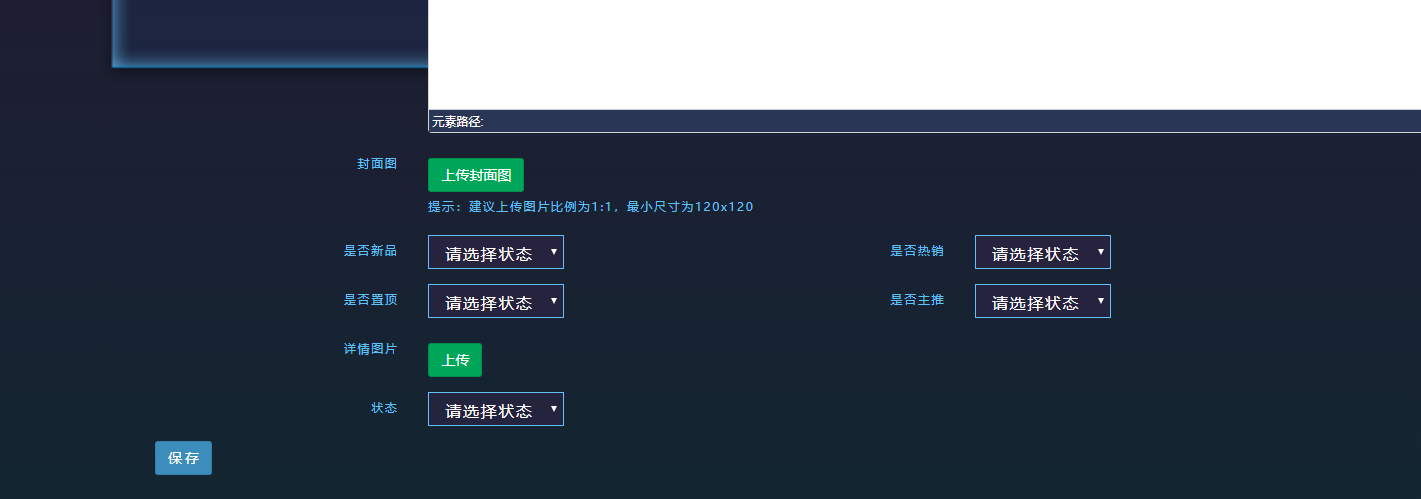 元素路径:
封面图
上传封面图
提示：建议上传图片比例为1:1，最小尺寸为120x120
是否新品 请选择状态 是否热销 请选择状态
是否置顶 请选择状态 是否主推 请选择状态
详情图片
上传
状态 请选择状态
保存